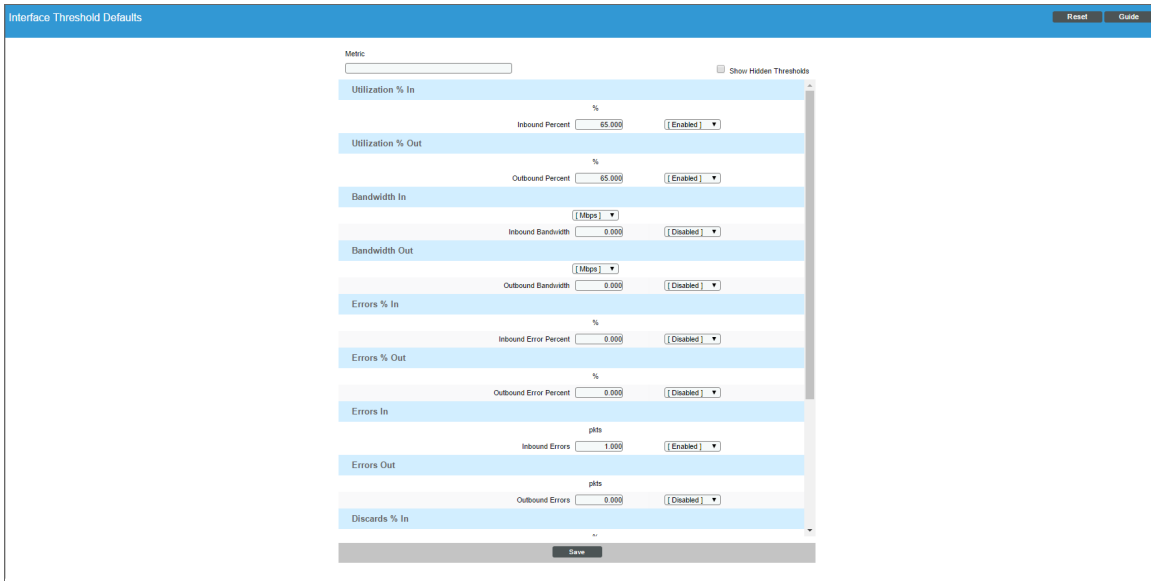 Interface Threshold Defaults
Reset
Guide
Metric
Show Hidden Thresholds
Utilization % In
%
Inbound Percent 65.000 [ Enabled ]
Utilization % Out
%
Outbound Percent 65.000 [ Enabled ]
Bandwidth In
[ Mbps ]
Inbound Bandwidth 0.000 [ Disabled ]
Bandwidth Out
[ Mbps ]
Outbound Bandwidth 0.000 [ Disabled ]
Errors % In
%
Inbound Error Percent 0.000 [ Disabled ]
Errors % Out
%
Outbound Error Percent 0.000 [ Disabled ]
Errors In
pkts
Inbound Errors 1.000 [ Enabled ]
Errors Out
pkts
Outbound Errors 0.000 [ Disabled ]
Discards % In
Save